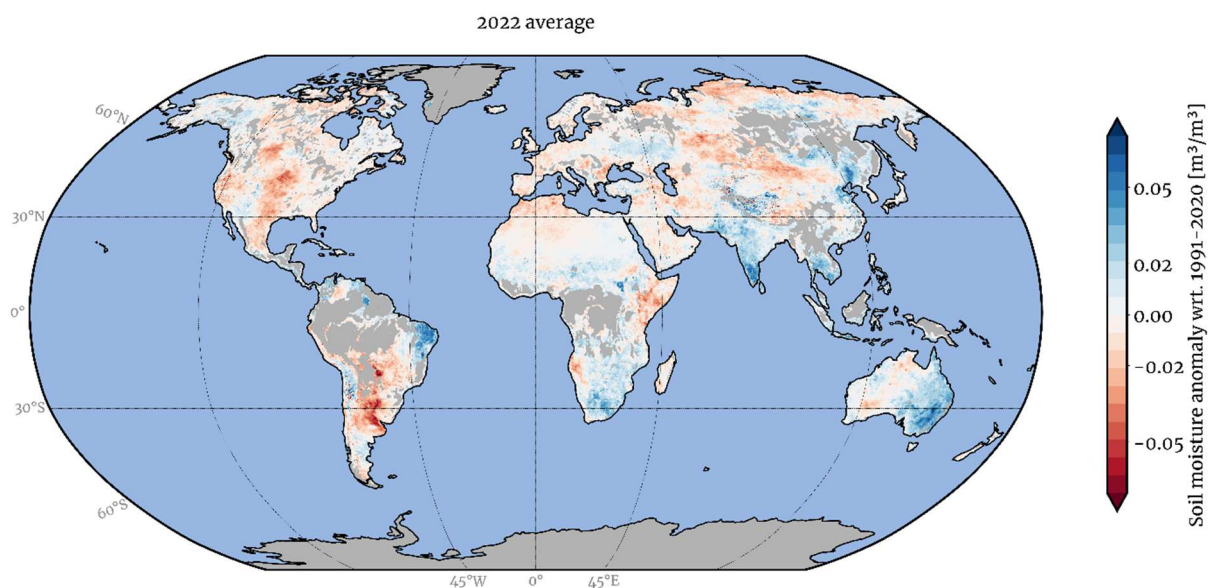 2022 average
60°N
30°N
0°
30°S
60°S
45°W 0° 45°E
0.05
0.02
0.00
-0.02
-0.05
Soil moisture anomaly wrt. 1991-2020 [m³/m³]